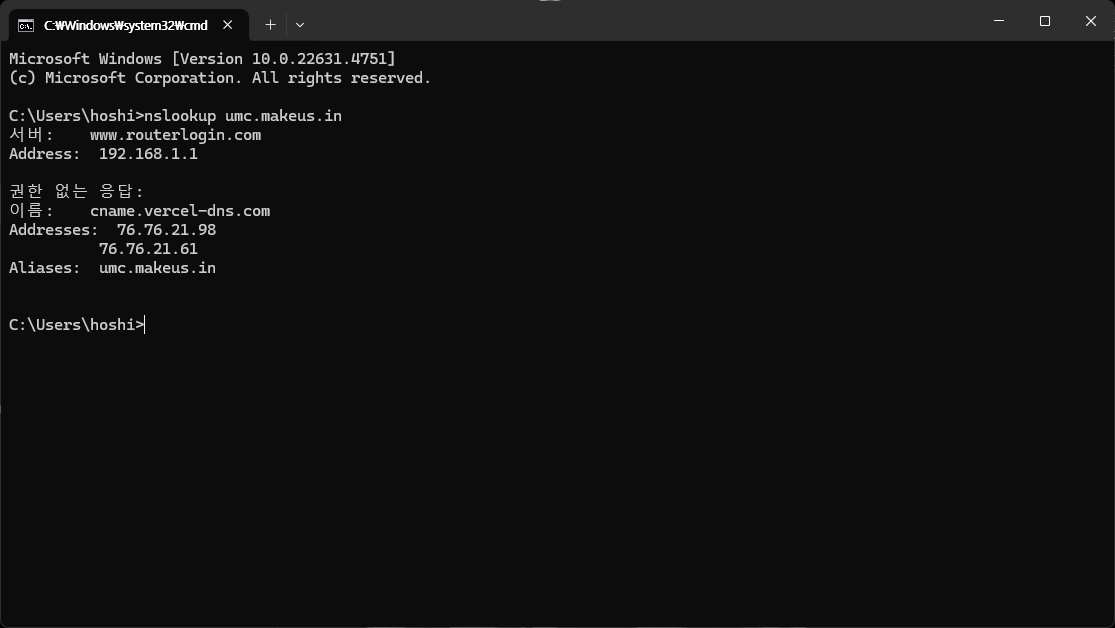 C:₩Windows₩system32₩cmd
Microsoft Windows [Version 10.0.22631.4751]
(c) Microsoft Corporation. All rights reserved.
C:\Users\hoshi>nslookup umc.makeus.in
서버:    www.routerlogin.com
Address:  192.168.1.1
권한 없는 응답:
이름:    cname.vercel-dns.com
Addresses:  76.76.21.98
76.76.21.61
Aliases:  umc.makeus.in
C:\Users\hoshi>